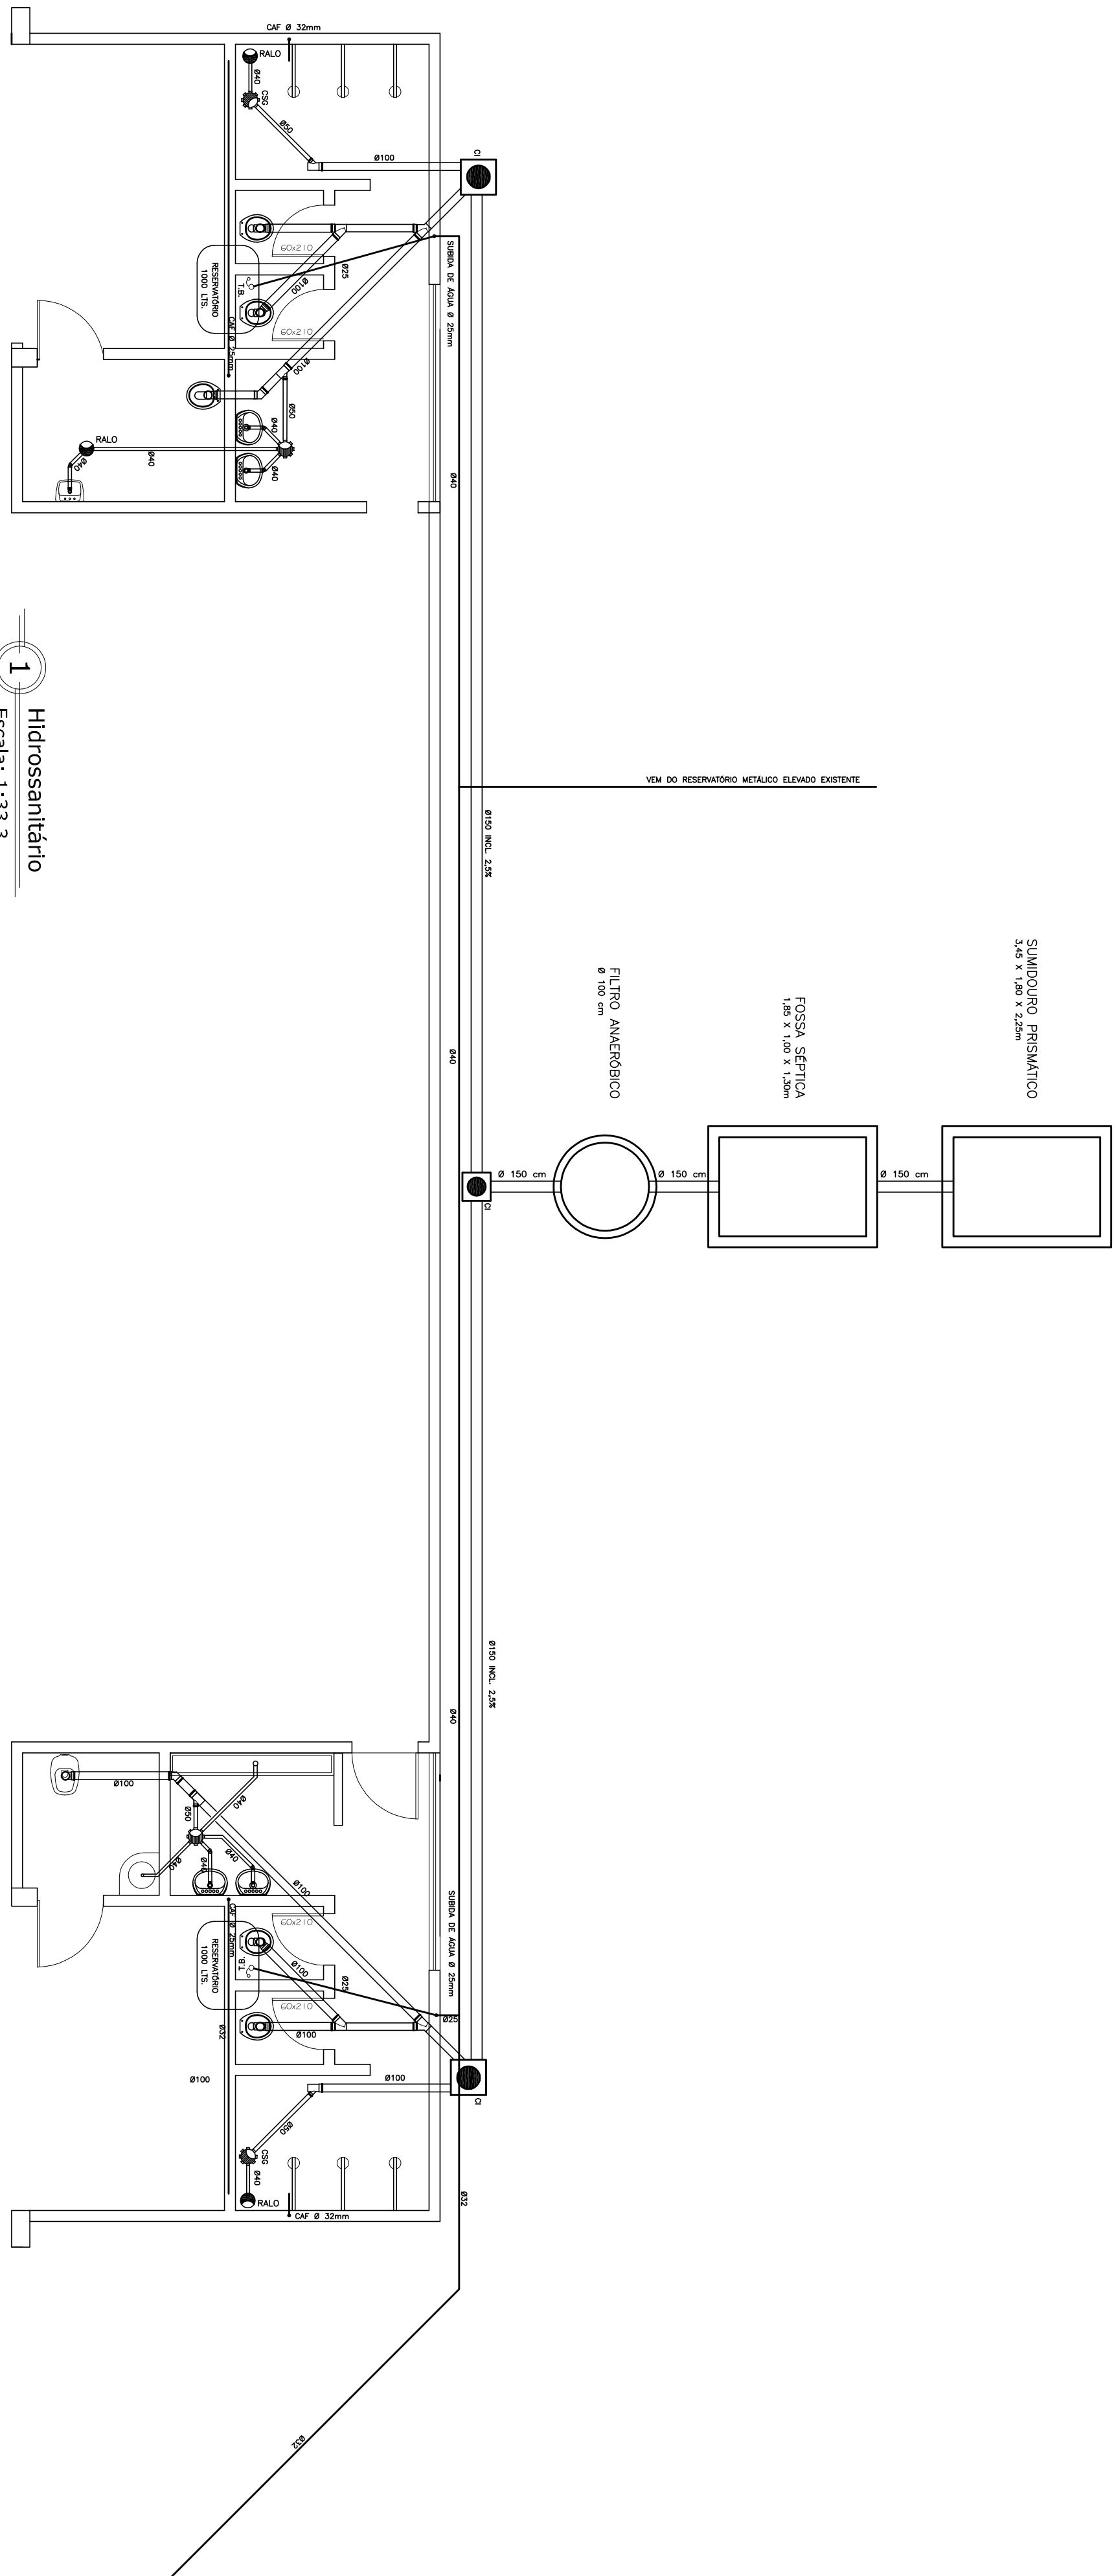 CAF Ø 32mm
RALO
Ø40
CSG
Ø50
Ø100
CI
60x210
Ø25
T.B.
Ø100
RESERVATÓRIO
1000 LTS.
60x210
CAF Ø 25mm
Ø100
SUBIDA DE ÁGUA Ø 25mm
Ø50
Ø40
Ø40
RALO
Ø40
Ø40
Ø40
1
Hidrossanitário
Escala: 1:33.3
VEM DO RESERVATÓRIO METÁLICO ELEVADO EXISTENTE
Ø150 INCL. 2,5%
SUMIDOURO PRISMÁTICO
3,45 X 1,80 X 2,25m
FOSSA SÉPTICA
1,85 X 1,00 X 1,30m
FILTRO ANAERÓBICO
Ø 100 cm
Ø40
Ø 150 cm
Ø 150 cm
Ø 150 cm
CI
Ø150 INCL. 2,5%
Ø40
Ø100
Ø40
Ø50
Ø40
Ø40
Ø40
Ø100
SUBIDA DE ÁGUA Ø 25mm
CAF Ø 25mm
60x210
RESERVATÓRIO
1000 LTS.
T.B.
Ø100
Ø25
60x210
Ø25
Ø32
Ø100
Ø100
Ø100
CI
Ø50
CSG
Ø40
RALO
CAF Ø 32mm
Ø32
Ø32